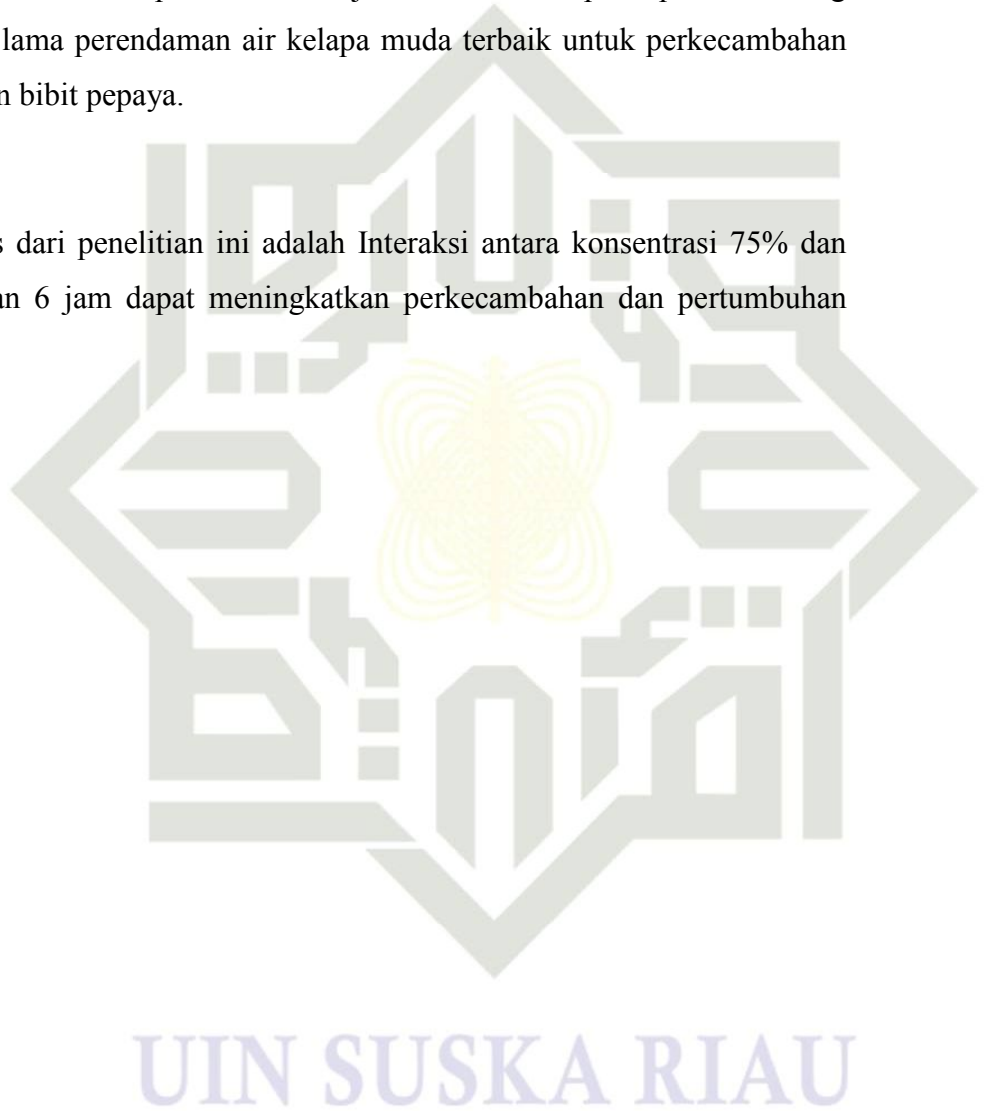 lama perendaman air kelapa muda terbaik untuk perkecambahan
bibit pepaya.
dari penelitian ini adalah Interaksi antara konsentrasi 75% dan
6 jam dapat meningkatkan perkecambahan dan pertumbuhan
UIN SUSKA RIAU